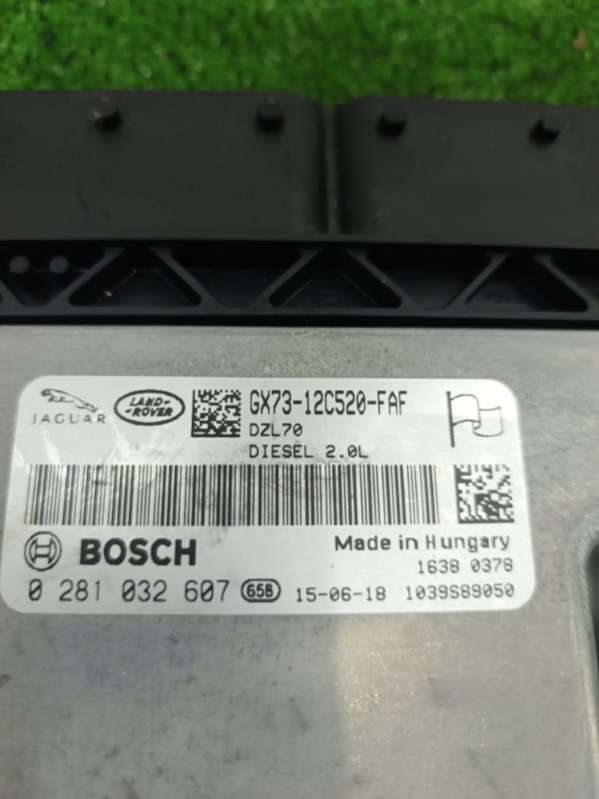 JAGUAR
LAND-
-ROVER
GX73-12C520-FAF
DZL70
DIESEL 2.0L
BOSCH
Made in Hungary
1638 0378
0 281 032 607 65B 15-06-18 1039S89050